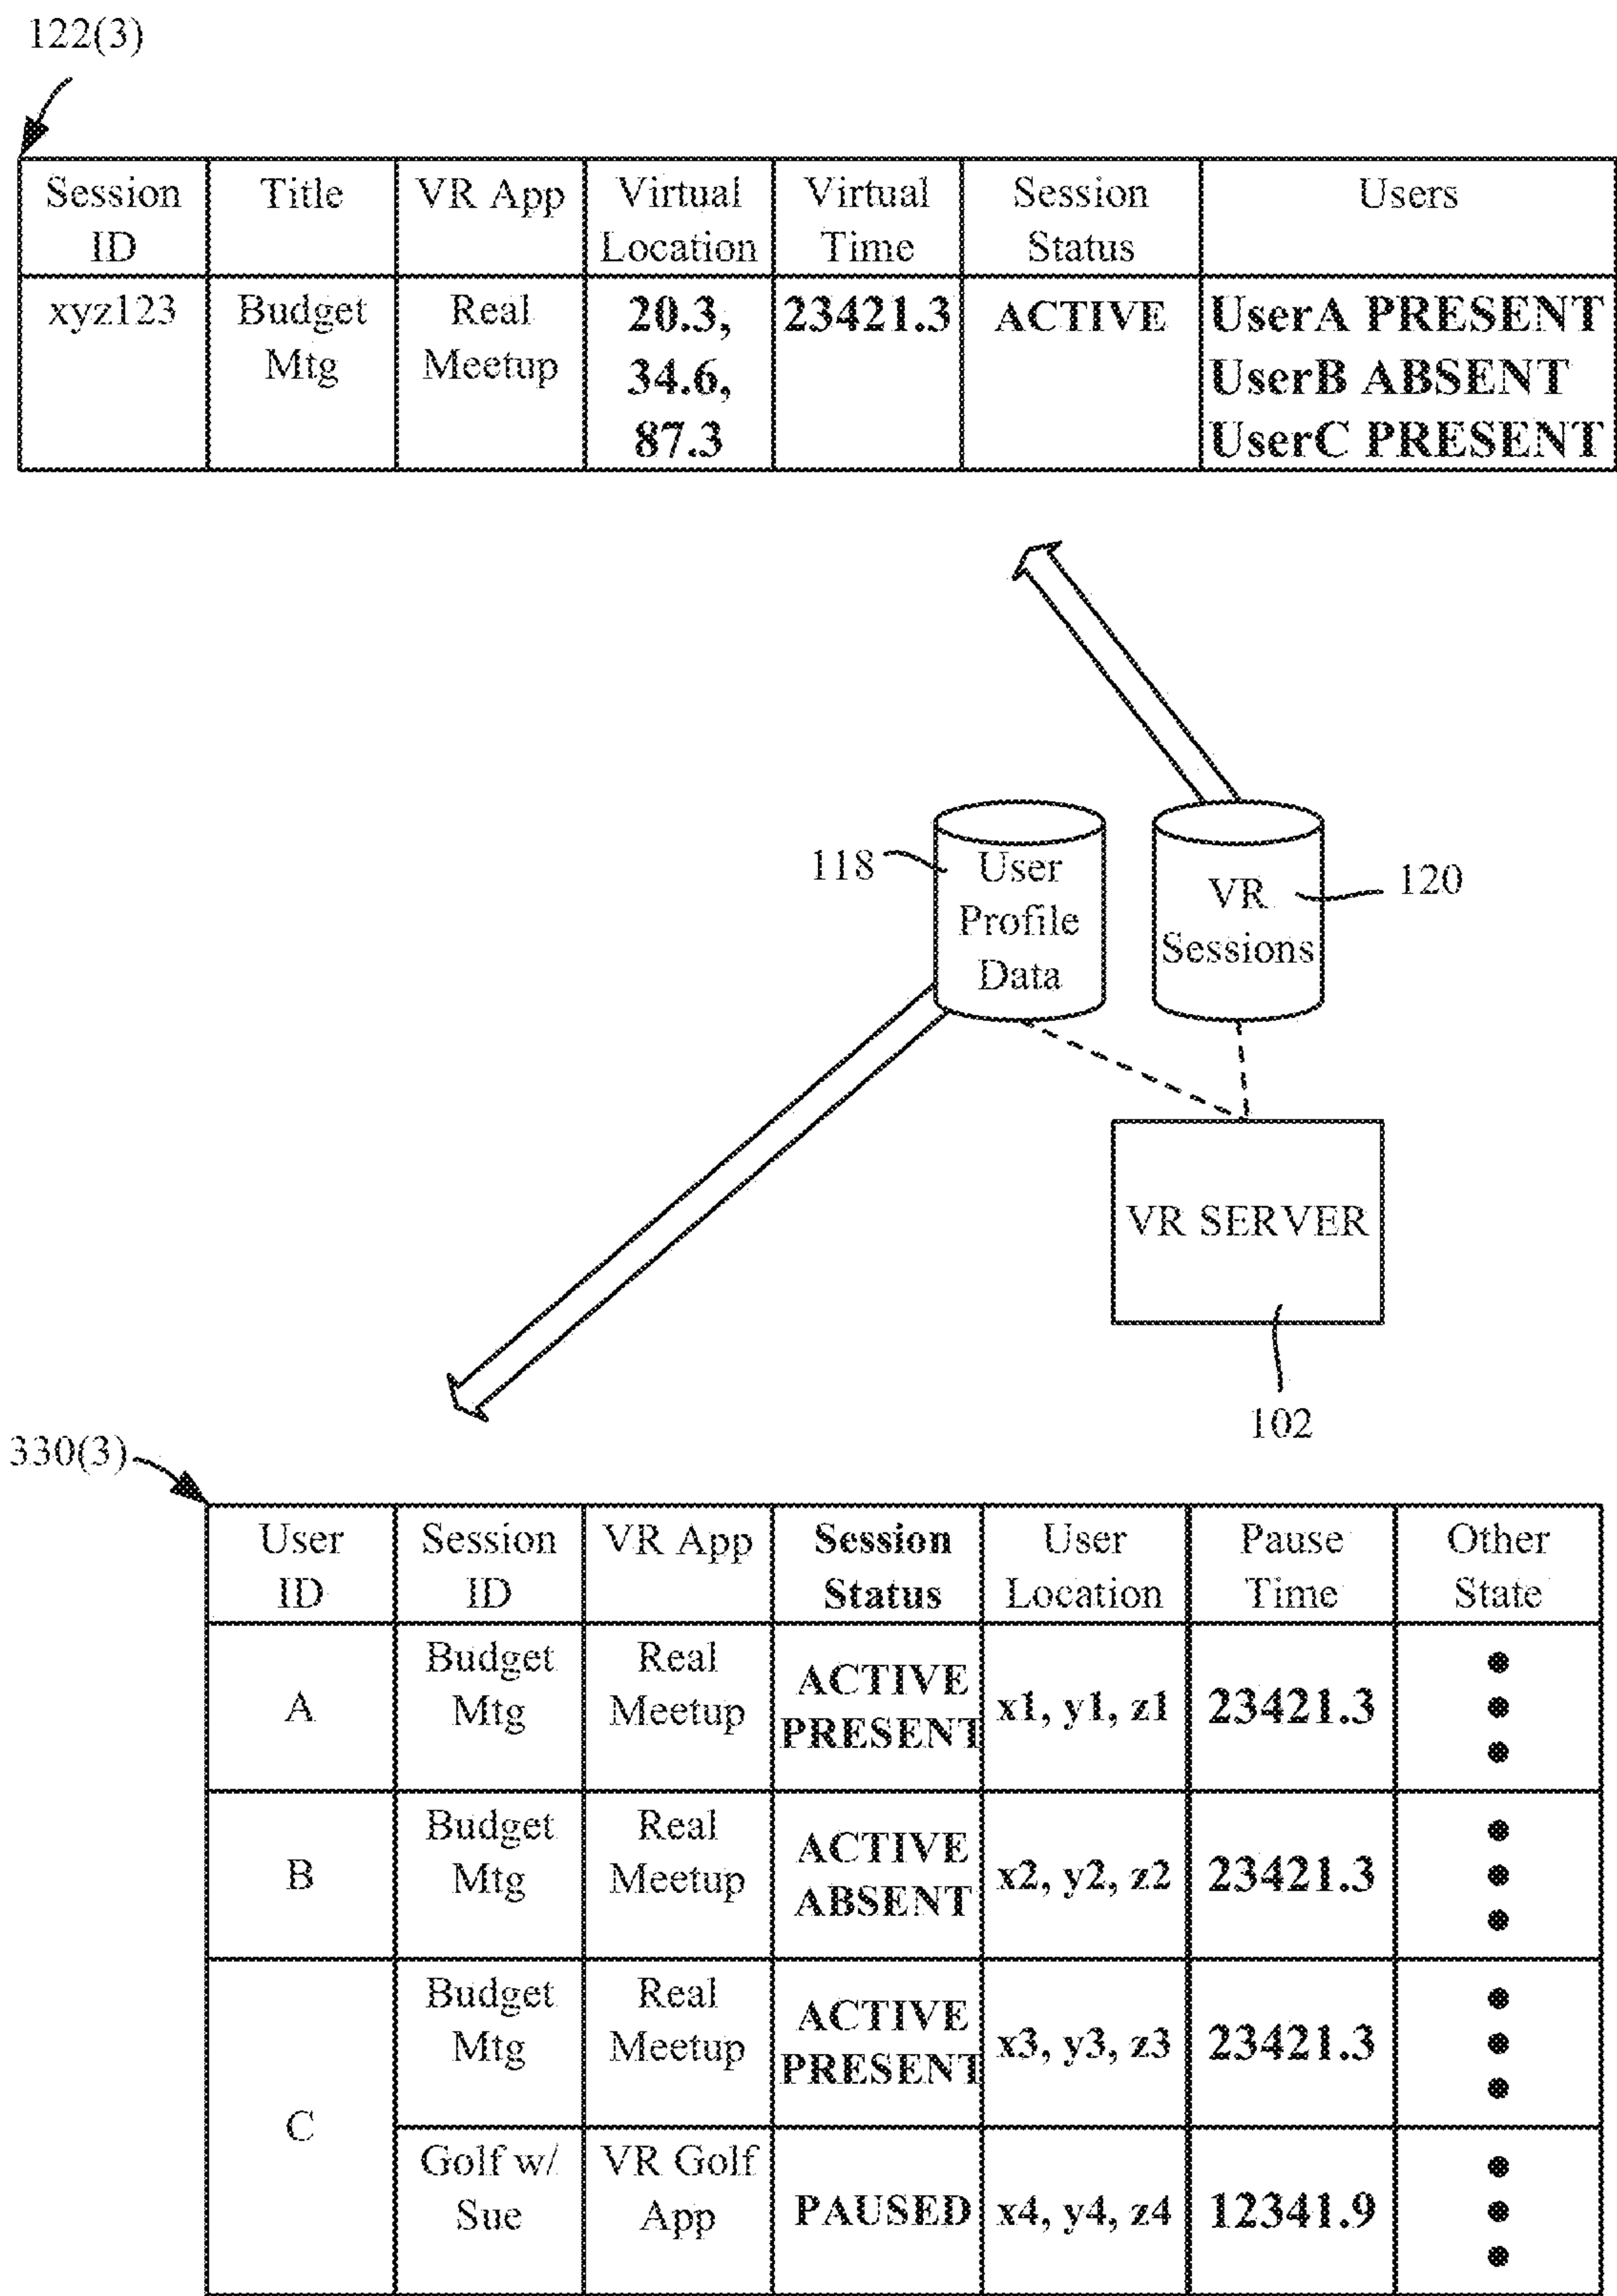 122(3)
Session ID Title VR App Virtual Location Virtual Time Session Status Users
xyz123 Budget Mtg Real Meetup 20.3, 34.6, 87.3 23421.3 ACTIVE UserA PRESENT
UserB ABSENT
UserC PRESENT
118
User
Profile
Data
VR
Sessions
120
VR SERVER
102
330(3)
User ID Session ID VR App Session Status User Location Pause Time Other State
A Budget Mtg Real Meetup ACTIVE PRESENT x1, y1, z1 23421.3
B Budget Mtg Real Meetup ACTIVE ABSENT x2, y2, z2 23421.3
C Budget Mtg Real Meetup ACTIVE PRESENT x3, y3, z3 23421.3
Golf w/ Sue VR Golf App PAUSED x4, y4, z4 12341.9